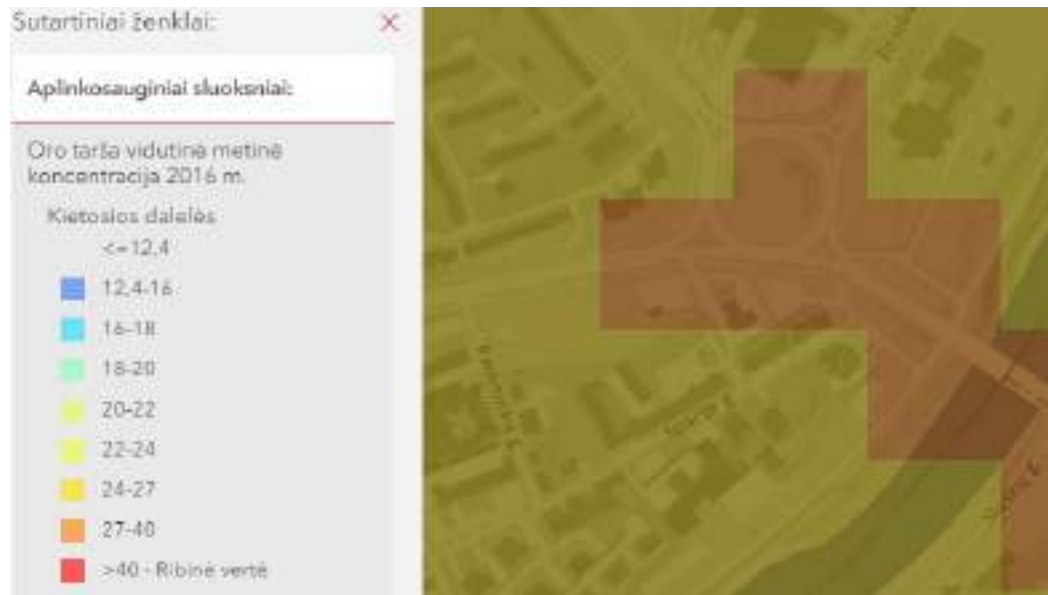 Sutartiniai ženklai:
Aplinkosauginiai sluoksniai:
Oro tarša vidutinė metinė
koncentracija 2016 m.
Kietosios dalelės
<=12,4
12,4-16
16-18
18-20
20-22
22-24
24-27
27-40
>40 - Ribinė vertė